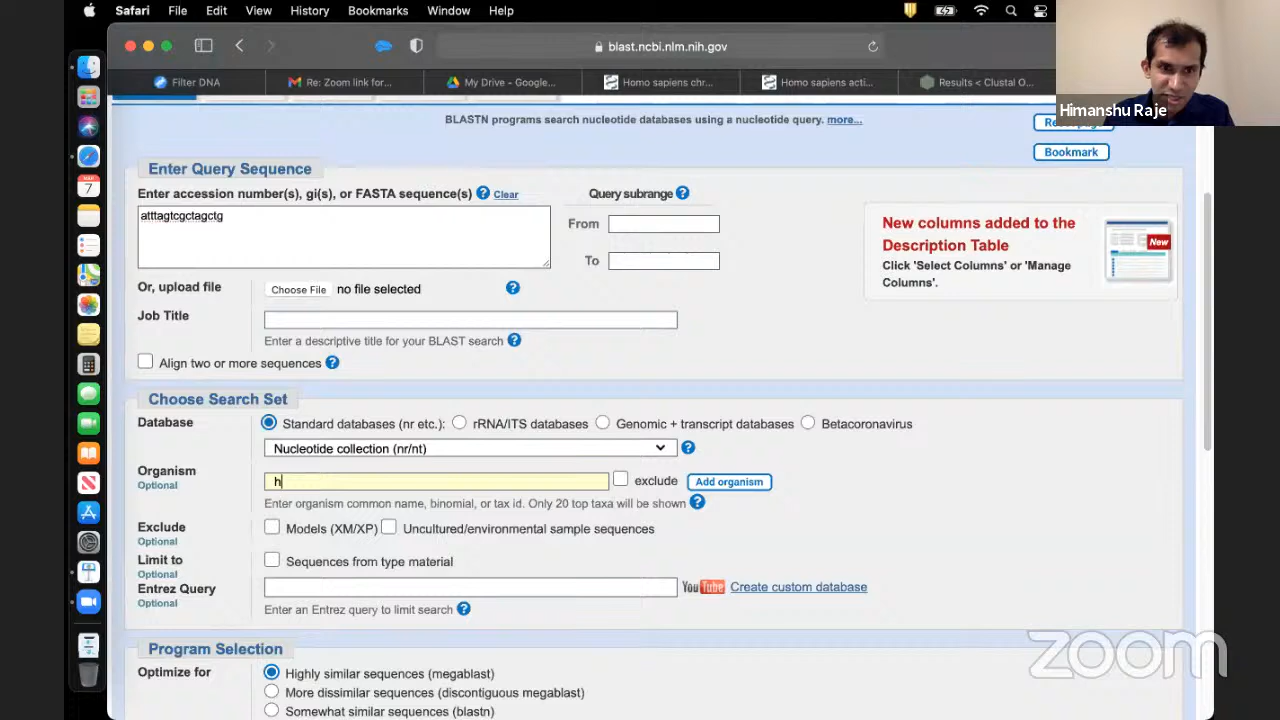 Safari File Edit View History Bookmarks Window Help
blast.ncbi.nlm.nih.gov
Filter DNA
Re: Zoom link for...
My Drive – Google...
Homo sapiens chr...
Homo sapiens acti...
Results < Clustal O...
Himanshu Raje
BLASTN programs search nucleotide databases using a nucleotide query. more...
Bookmark
Enter Query Sequence
Enter accession number(s), gi(s), or FASTA sequence(s) ? Clear
Query subrange ?
atttagtcgctagctg
From
To
New columns added to the
Description Table
Click 'Select Columns' or 'Manage
Columns'.
New
Or, upload file
Choose File no file selected ?
Job Title
Enter a descriptive title for your BLAST search ?
Align two or more sequences ?
Choose Search Set
Database
Standard databases (nr etc.): rRNA/ITS databases Genomic + transcript databases Betacoronavirus
Nucleotide collection (nr/nt) ?
Organism
Optional
h
exclude Add organism
Enter organism common name, binomial, or tax id. Only 20 top taxa will be shown ?
Exclude
Optional
Models (XM/XP) Uncultured/environmental sample sequences
Limit to
Optional
Sequences from type material
Entrez Query
Optional
YouTube Create custom database
Enter an Entrez query to limit search ?
Program Selection
Optimize for
Highly similar sequences (megablast)
More dissimilar sequences (discontiguous megablast)
Somewhat similar sequences (blastn)
MAR
7
zoom